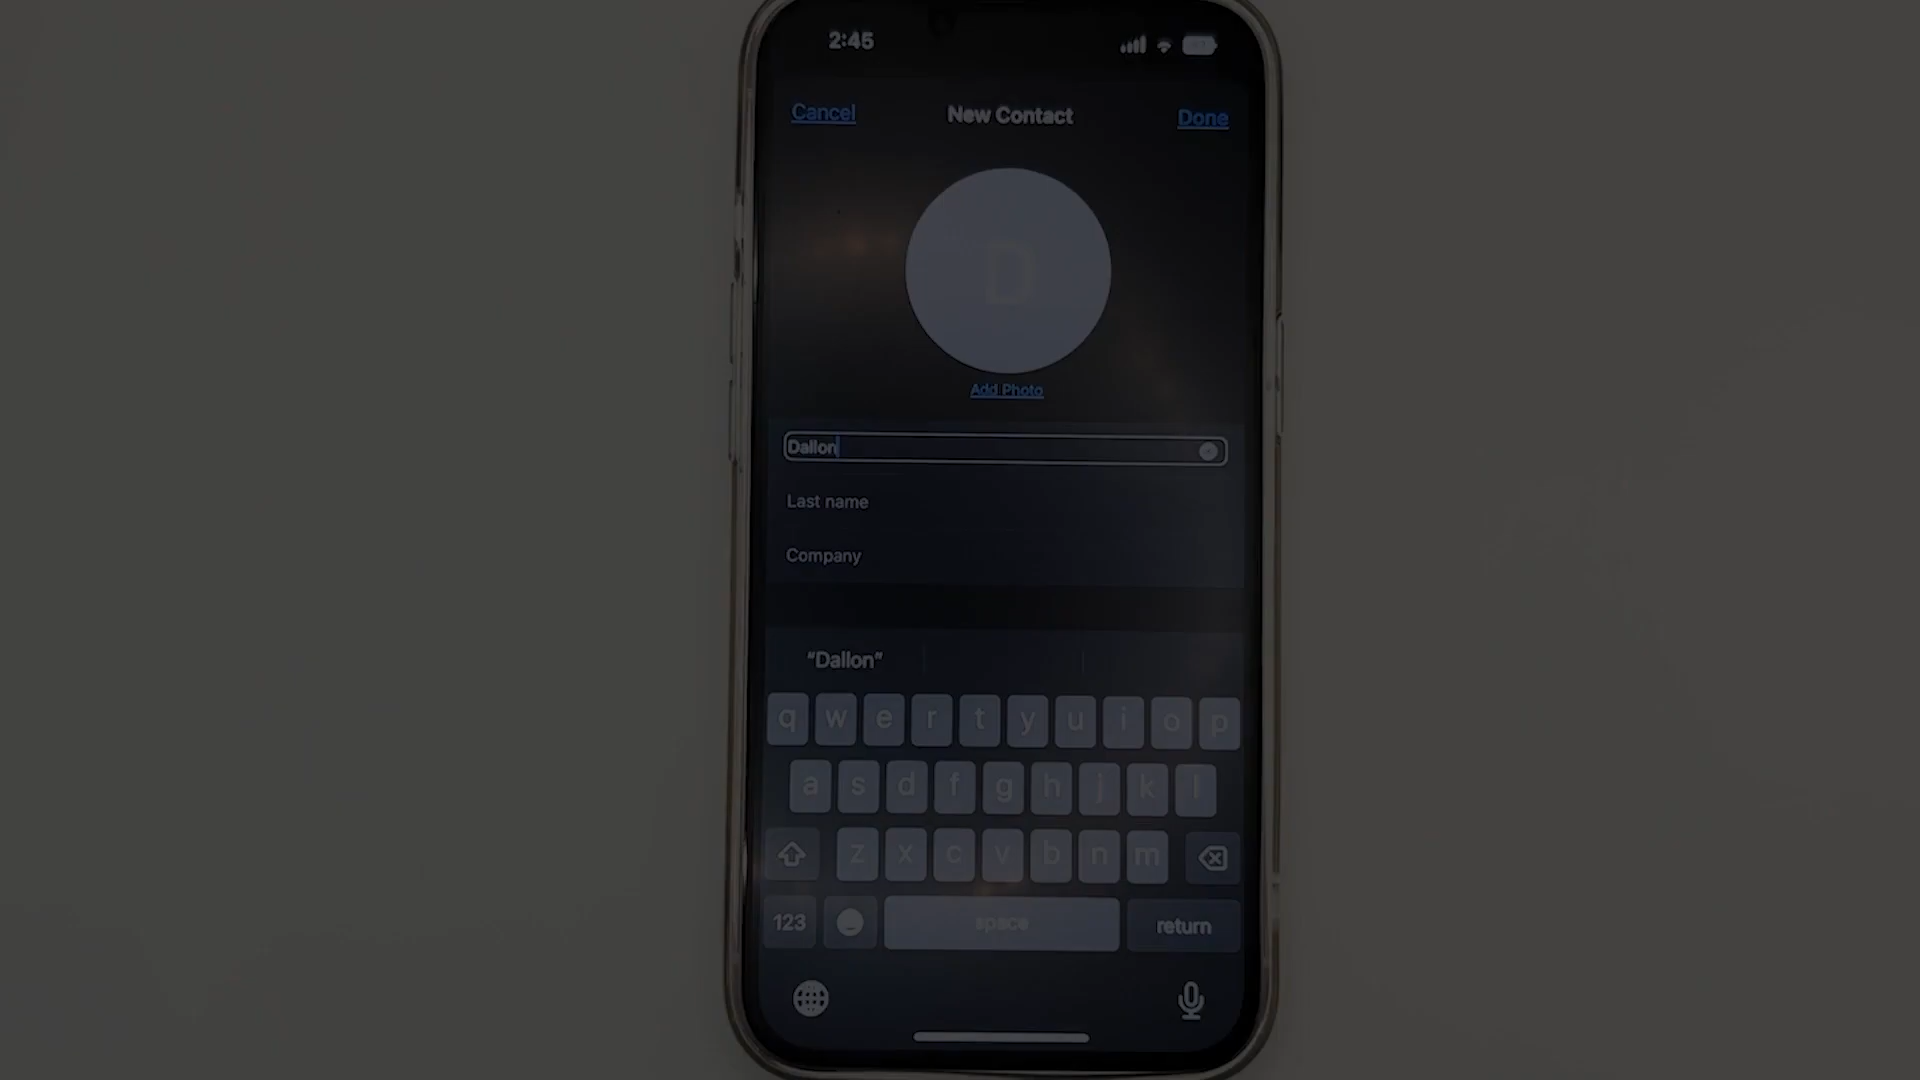 2:45
Cancel New Contact Done
D
Add Photo
Dallon
Last name
Company
“Dallon”
q w e r t y u i o p
a s d f g h j k l
z x c v b n m
123 space return